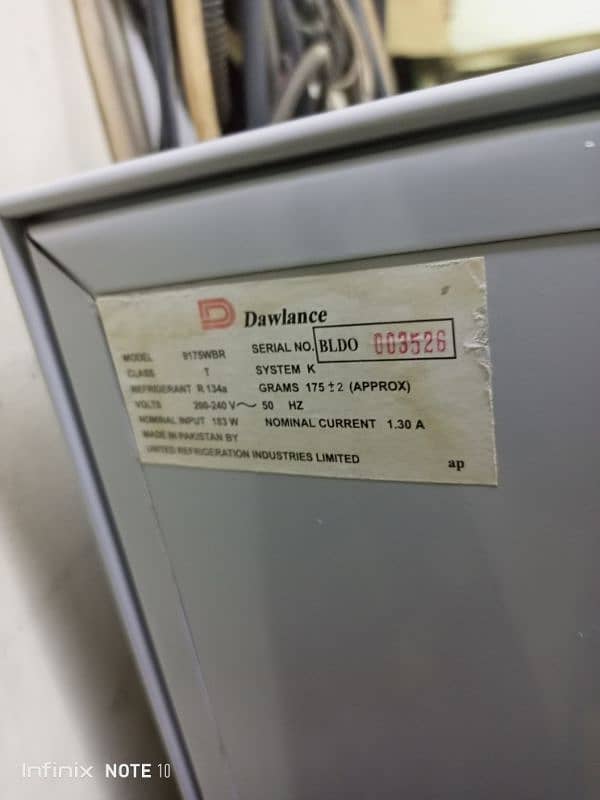 Dawlance
MODEL 9175WBR SERIAL NO. BLDO 003526
CLASS T SYSTEM K
REFRIGERANT R 134a GRAMS 175 ±2 (APPROX)
VOLTS 200-240 V~ 50 HZ
NOMINAL INPUT 183 W NOMINAL CURRENT 1.30 A
MADE IN PAKISTAN BY
UNITED REFRIGERATION INDUSTRIES LIMITED
ap
Infinix NOTE 10